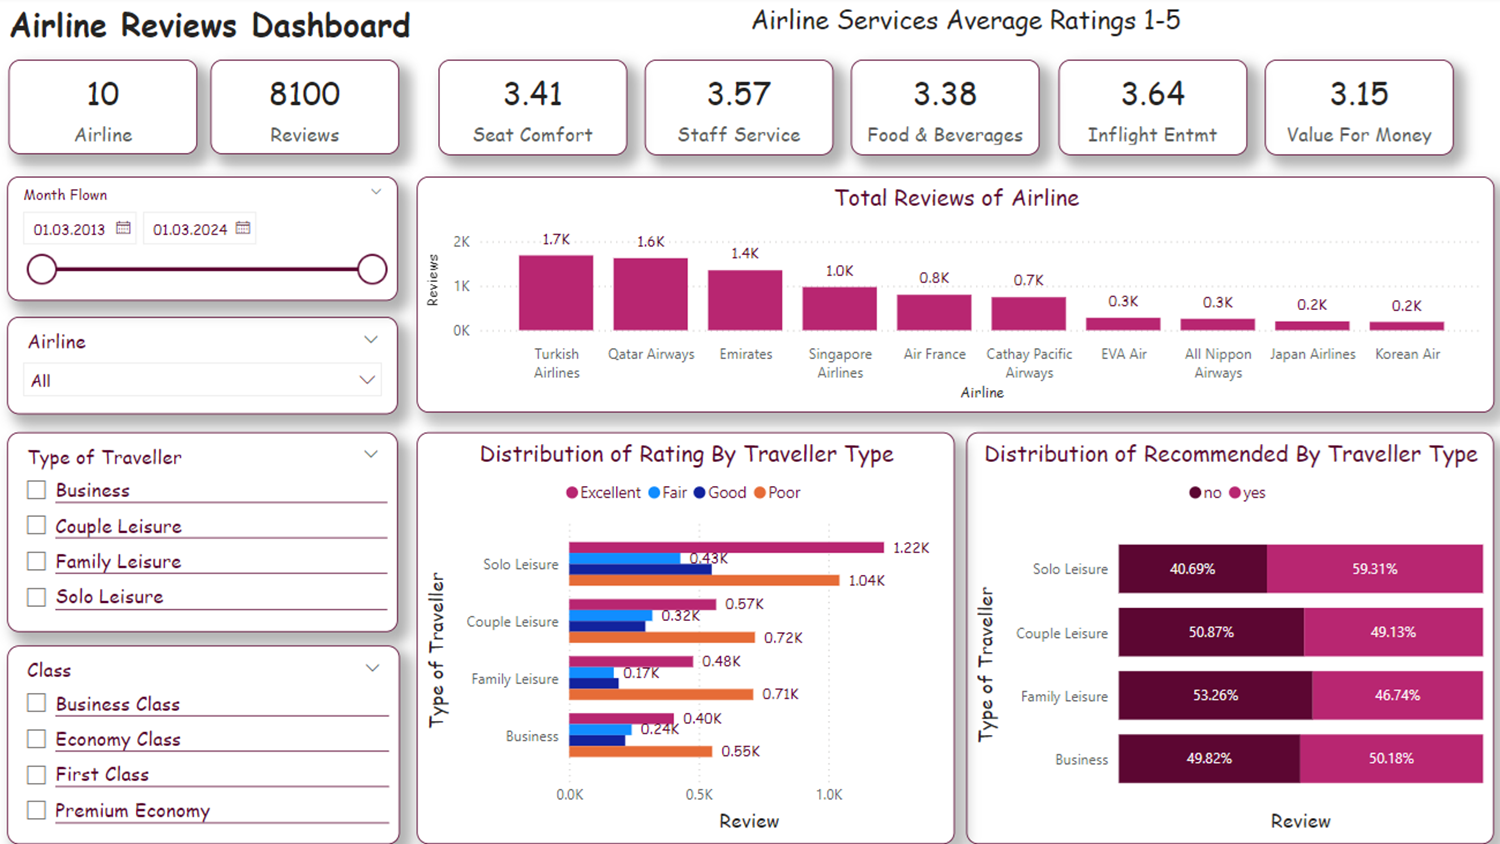 Airline Reviews Dashboard
Airline Services Average Ratings 1-5
10
Airline
8100
Reviews
3.41
Seat Comfort
3.57
Staff Service
3.38
Food & Beverages
3.64
Inflight Entmt
3.15
Value For Money
Month Flown
01.03.2013
01.03.2024
Airline
All
Type of Traveller
Business
Couple Leisure
Family Leisure
Solo Leisure
Class
Business Class
Economy Class
First Class
Premium Economy
Total Reviews of Airline
Reviews
2K
1K
0K
1.7K
1.6K
1.4K
1.0K
0.8K
0.7K
0.3K
0.3K
0.2K
0.2K
Turkish
Airlines
Qatar Airways
Emirates
Singapore
Airlines
Air France
Cathay Pacific
Airways
EVA Air
All Nippon
Airways
Japan Airlines
Korean Air
Airline
Distribution of Rating By Traveller Type
Excellent Fair Good Poor
Type of Traveller
Solo Leisure
1.22K
0.43K
1.04K
Couple Leisure
0.57K
0.32K
0.72K
Family Leisure
0.48K
0.17K
0.71K
Business
0.40K
0.24K
0.55K
0.0K
0.5K
1.0K
Review
Distribution of Recommended By Traveller Type
no yes
Type of Traveller
Solo Leisure
40.69%
59.31%
Couple Leisure
50.87%
49.13%
Family Leisure
53.26%
46.74%
Business
49.82%
50.18%
Review